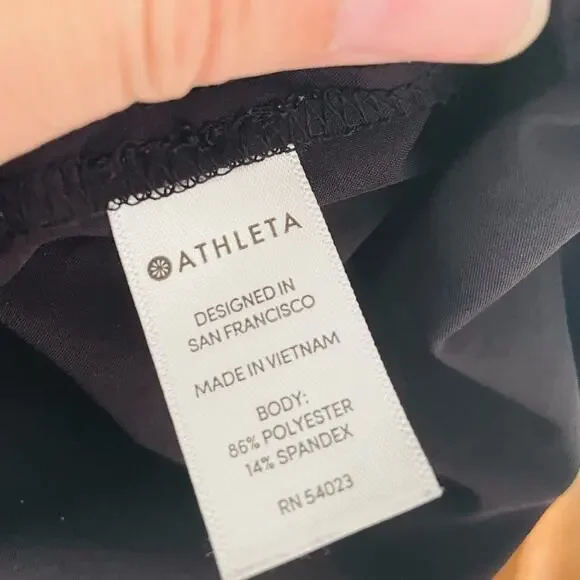 ATHLETA
DESIGNED IN
SAN FRANCISCO
MADE IN VIETNAM
BODY:
86% POLYESTER
14% SPANDEX
RN 54023